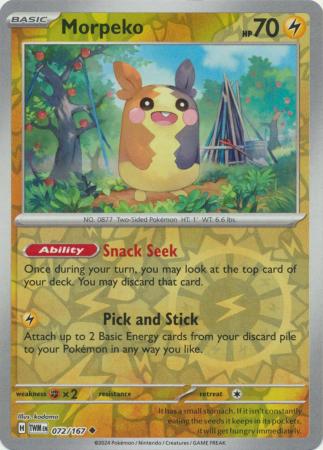 BASIC
Morpeko
HP 70
NO. 0877 Two-Sided Pokémon HT: 1' WT: 6.6 lbs.
Ability Snack Seek
Once during your turn, you may look at the top card of
your deck. You may discard that card.
Pick and Stick
Attach up to 2 Basic Energy cards from your discard pile
to your Pokémon in any way you like.
weakness ×2 resistance retreat
Illus. kodama
H TWM EN 072/167
It has a small stomach. If it isn't constantly
eating the seeds it keeps in its pockets,
it will get hungry immediately.
©2024 Pokémon / Nintendo / Creatures / GAME FREAK